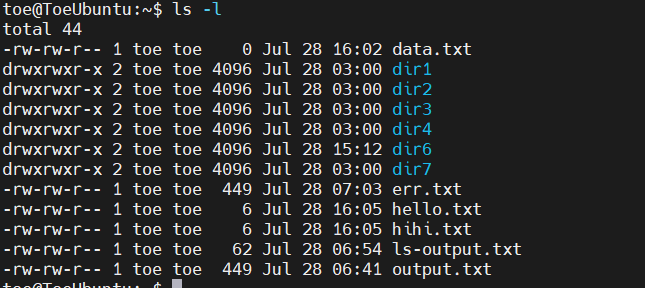 toe@ToeUbuntu:~$ ls -l
total 44
-rw-rw-r-- 1 toe toe    0 Jul 28 16:02 data.txt
drwxrwxr-x 2 toe toe 4096 Jul 28 03:00 dir1
drwxrwxr-x 2 toe toe 4096 Jul 28 03:00 dir2
drwxrwxr-x 2 toe toe 4096 Jul 28 03:00 dir3
drwxrwxr-x 2 toe toe 4096 Jul 28 03:00 dir4
drwxrwxr-x 2 toe toe 4096 Jul 28 15:12 dir6
drwxrwxr-x 2 toe toe 4096 Jul 28 03:00 dir7
-rw-rw-r-- 1 toe toe  449 Jul 28 07:03 err.txt
-rw-rw-r-- 1 toe toe    6 Jul 28 16:05 hello.txt
-rw-rw-r-- 1 toe toe    6 Jul 28 16:05 hihi.txt
-rw-rw-r-- 1 toe toe   62 Jul 28 06:54 ls-output.txt
-rw-rw-r-- 1 toe toe  449 Jul 28 06:41 output.txt
toe@ToeUbuntu:~$